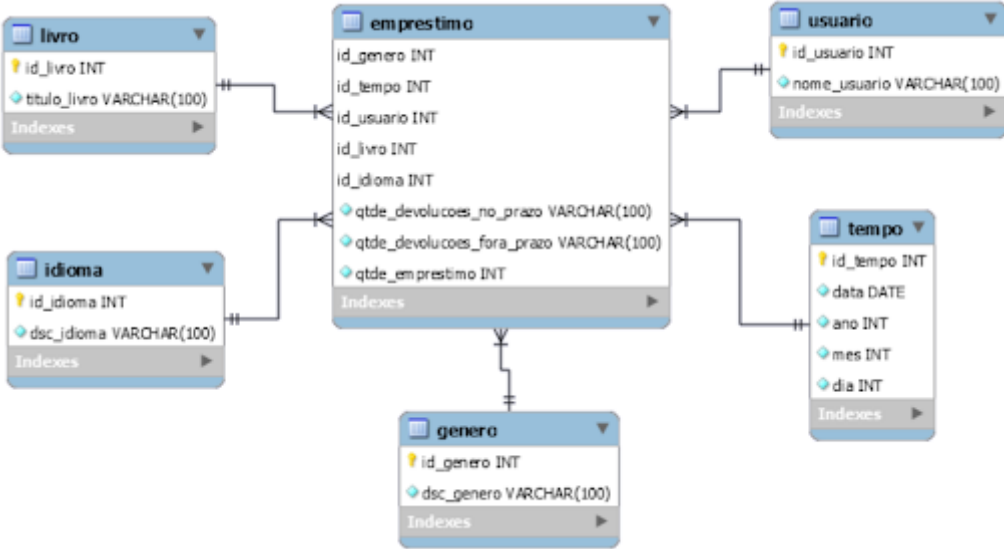 livro
id_livro INT
titulo_livro VARCHAR(100)
Indexes
emprestimo
id_genero INT
id_tempo INT
id_usuario INT
id_livro INT
id_idioma INT
qtde_devolucoes_no_prazo VARCHAR(100)
qtde_devolucoes_fora_prazo VARCHAR(100)
qtde_emprestimo INT
Indexes
usuario
id_usuario INT
nome_usuario VARCHAR(100)
Indexes
idioma
id_idioma INT
dsc_idioma VARCHAR(100)
Indexes
tempo
id_tempo INT
data DATE
ano INT
mes INT
dia INT
Indexes
genero
id_genero INT
dsc_genero VARCHAR(100)
Indexes